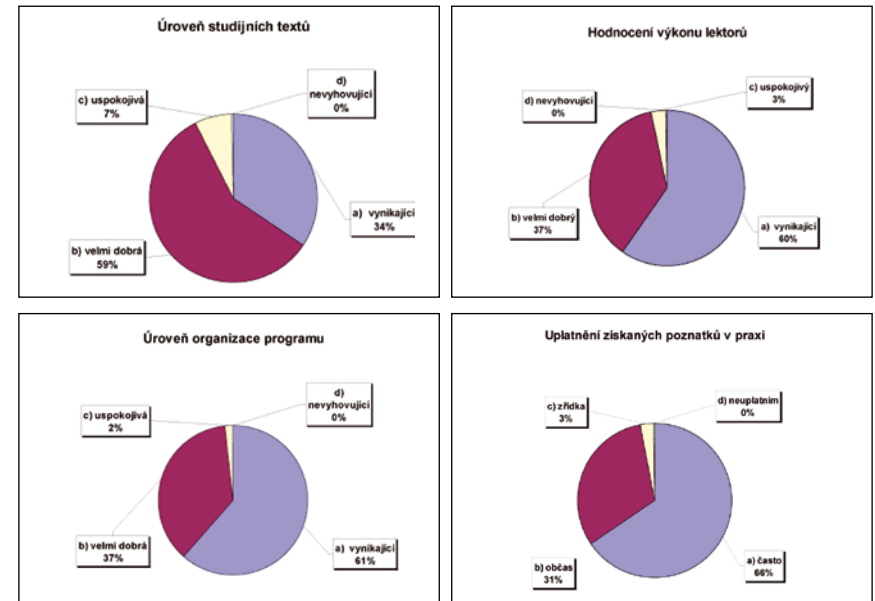 Úroveň studijních textů
d)
nevyhovující
0%
c) uspokojivá
7%
a) vynikající
34%
b) velmi dobrá
59%
Hodnocení výkonu lektorů
c) uspokojivý
3%
d) nevyhovující
0%
b) velmi dobrý
37%
a) vynikající
60%
Úroveň organizace programu
d)
nevyhovující
0%
c) uspokojivá
2%
b) velmi dobrá
37%
a) vynikající
61%
Uplatnění získaných poznatků v praxi
d) neuplatním
0%
c) zřídka
3%
b) občas
31%
a) často
66%